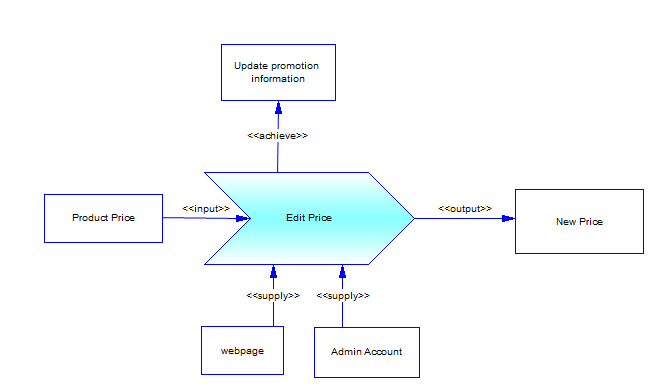 Update promotion
information
<<achieve>>
Product Price
<<input>>
Edit Price
<<output>>
New Price
<<supply>>
<<supply>>
webpage
Admin Account